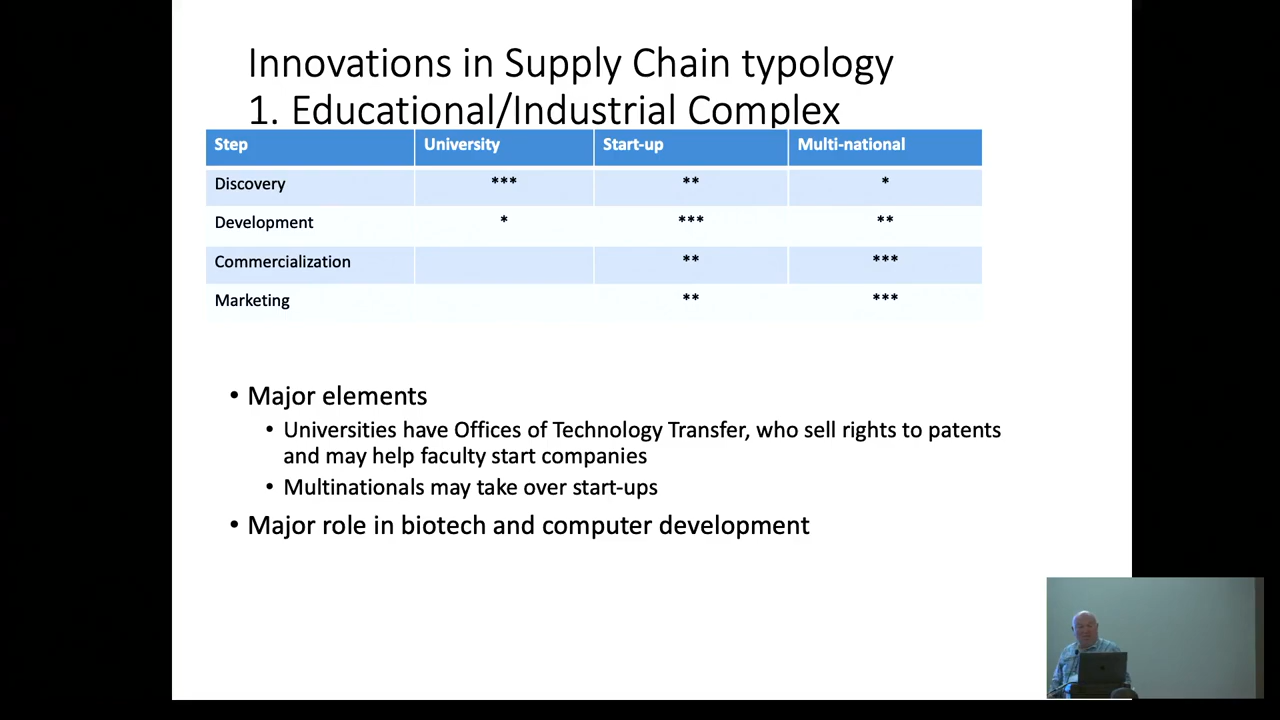 Innovations in Supply Chain typology
1. Educational/Industrial Complex
Step University Start-up Multi-national
Discovery *** ** *
Development * *** **
Commercialization ** ***
Marketing ** ***
• Major elements
• Universities have Offices of Technology Transfer, who sell rights to patents
and may help faculty start companies
• Multinationals may take over start-ups
• Major role in biotech and computer development